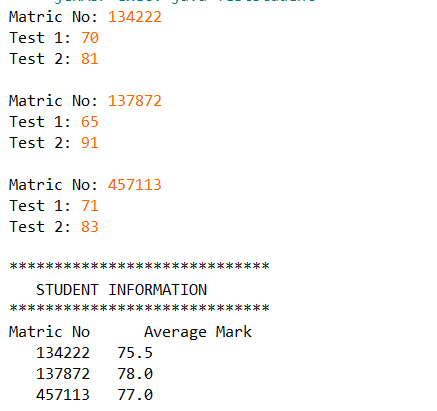 Matric No: 134222
Test 1: 70
Test 2: 81
Matric No: 137872
Test 1: 65
Test 2: 91
Matric No: 457113
Test 1: 71
Test 2: 83
*****************************
STUDENT INFORMATION
*****************************
Matric No Average Mark
134222 75.5
137872 78.0
457113 77.0